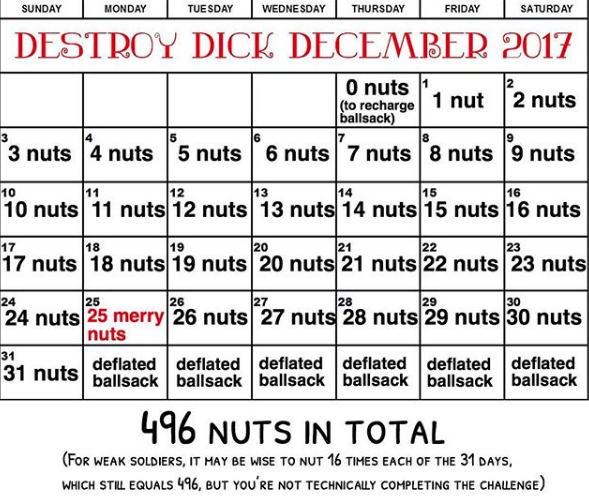 SUNDAY MONDAY TUESDAY WEDNESDAY THURSDAY FRIDAY SATURDAY
DESTROY DICK DECEMBER 2017
0 nuts
(to recharge
ballsack)
1
1 nut
2
2 nuts
3
3 nuts
4
4 nuts
5
5 nuts
6
6 nuts
7
7 nuts
8
8 nuts
9
9 nuts
10
10 nuts
11
11 nuts
12
12 nuts
13
13 nuts
14
14 nuts
15
15 nuts
16
16 nuts
17
17 nuts
18
18 nuts
19
19 nuts
20
20 nuts
21
21 nuts
22
22 nuts
23
23 nuts
24
24 nuts
25
25 merry
nuts
26
26 nuts
27
27 nuts
28
28 nuts
29
29 nuts
30
30 nuts
31
31 nuts
deflated
ballsack
deflated
ballsack
deflated
ballsack
deflated
ballsack
deflated
ballsack
deflated
ballsack
496 NUTS IN TOTAL
(FOR WEAK SOLDIERS, IT MAY BE WISE TO NUT 16 TIMES EACH OF THE 31 DAYS,
WHICH STILL EQUALS 496, BUT YOU'RE NOT TECHNICALLY COMPLETING THE CHALLENGE)